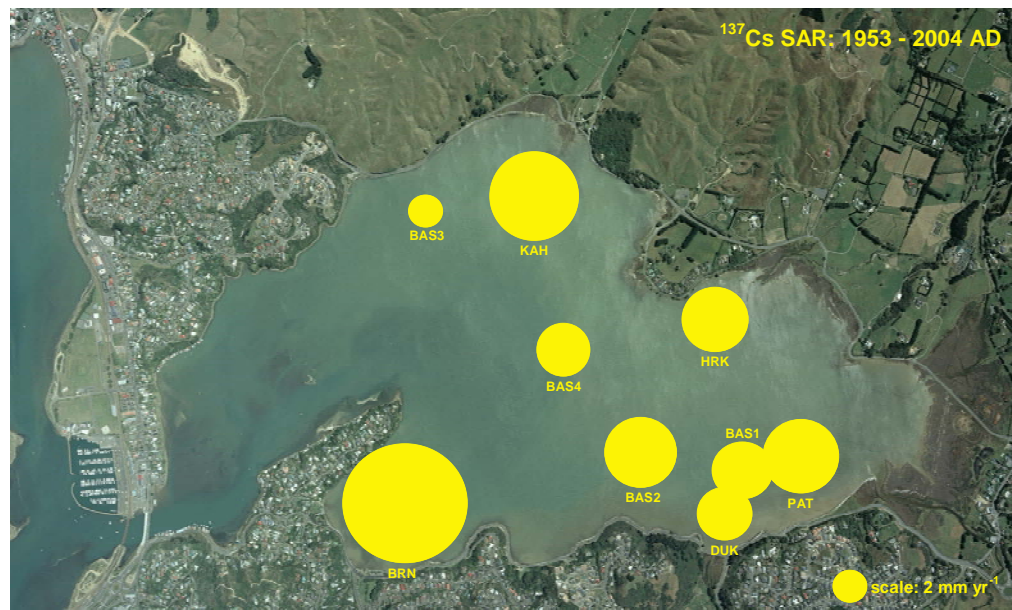 ¹³⁷Cs SAR: 1953 - 2004 AD
BAS3
KAH
HRK
BAS4
BAS1
BAS2
PAT
DUK
BRN
scale: 2 mm yr⁻¹